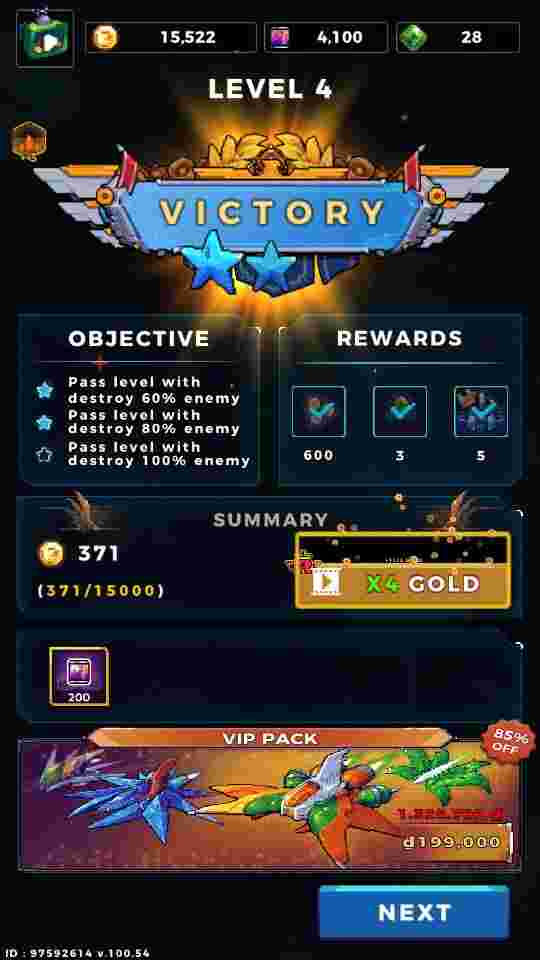 15,522
4,100
28
LEVEL 4
VICTORY
OBJECTIVE
Pass level with
destroy 60% enemy
Pass level with
destroy 80% enemy
Pass level with
destroy 100% enemy
REWARDS
600
3
5
SUMMARY
371
(371/15000)
X4 GOLD
200
VIP PACK
85%
OFF
đ199,000
NEXT
ID : 97592614 v.100.54